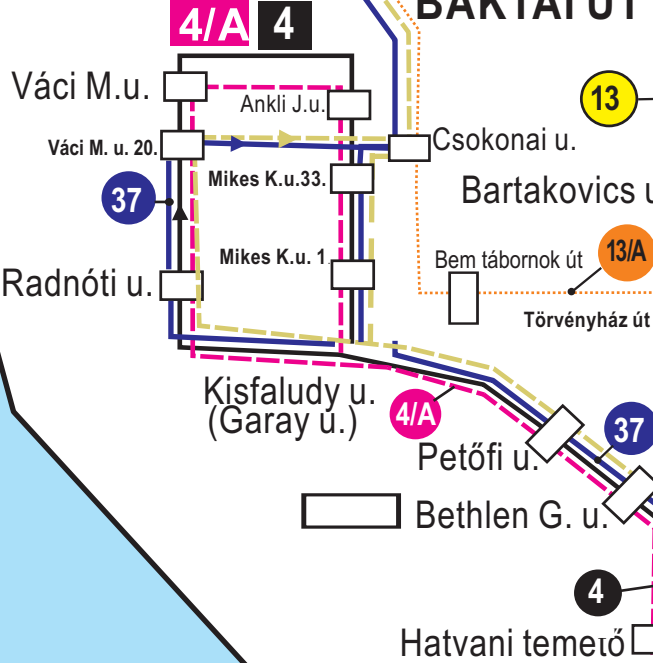 BAKTAI ÚT
4/A 4
Váci M.u.
Ankli J.u.
13
Váci M. u. 20.
Csokonai u.
Mikes K.u.33.
Bartakovics u
37
Mikes K.u. 1
Bem tábornok út
13/A
Radnóti u.
Törvényház út
Kisfaludy u.
(Garay u.)
4/A
37
Petőfi u.
Bethlen G. u.
4
Hatvani temető